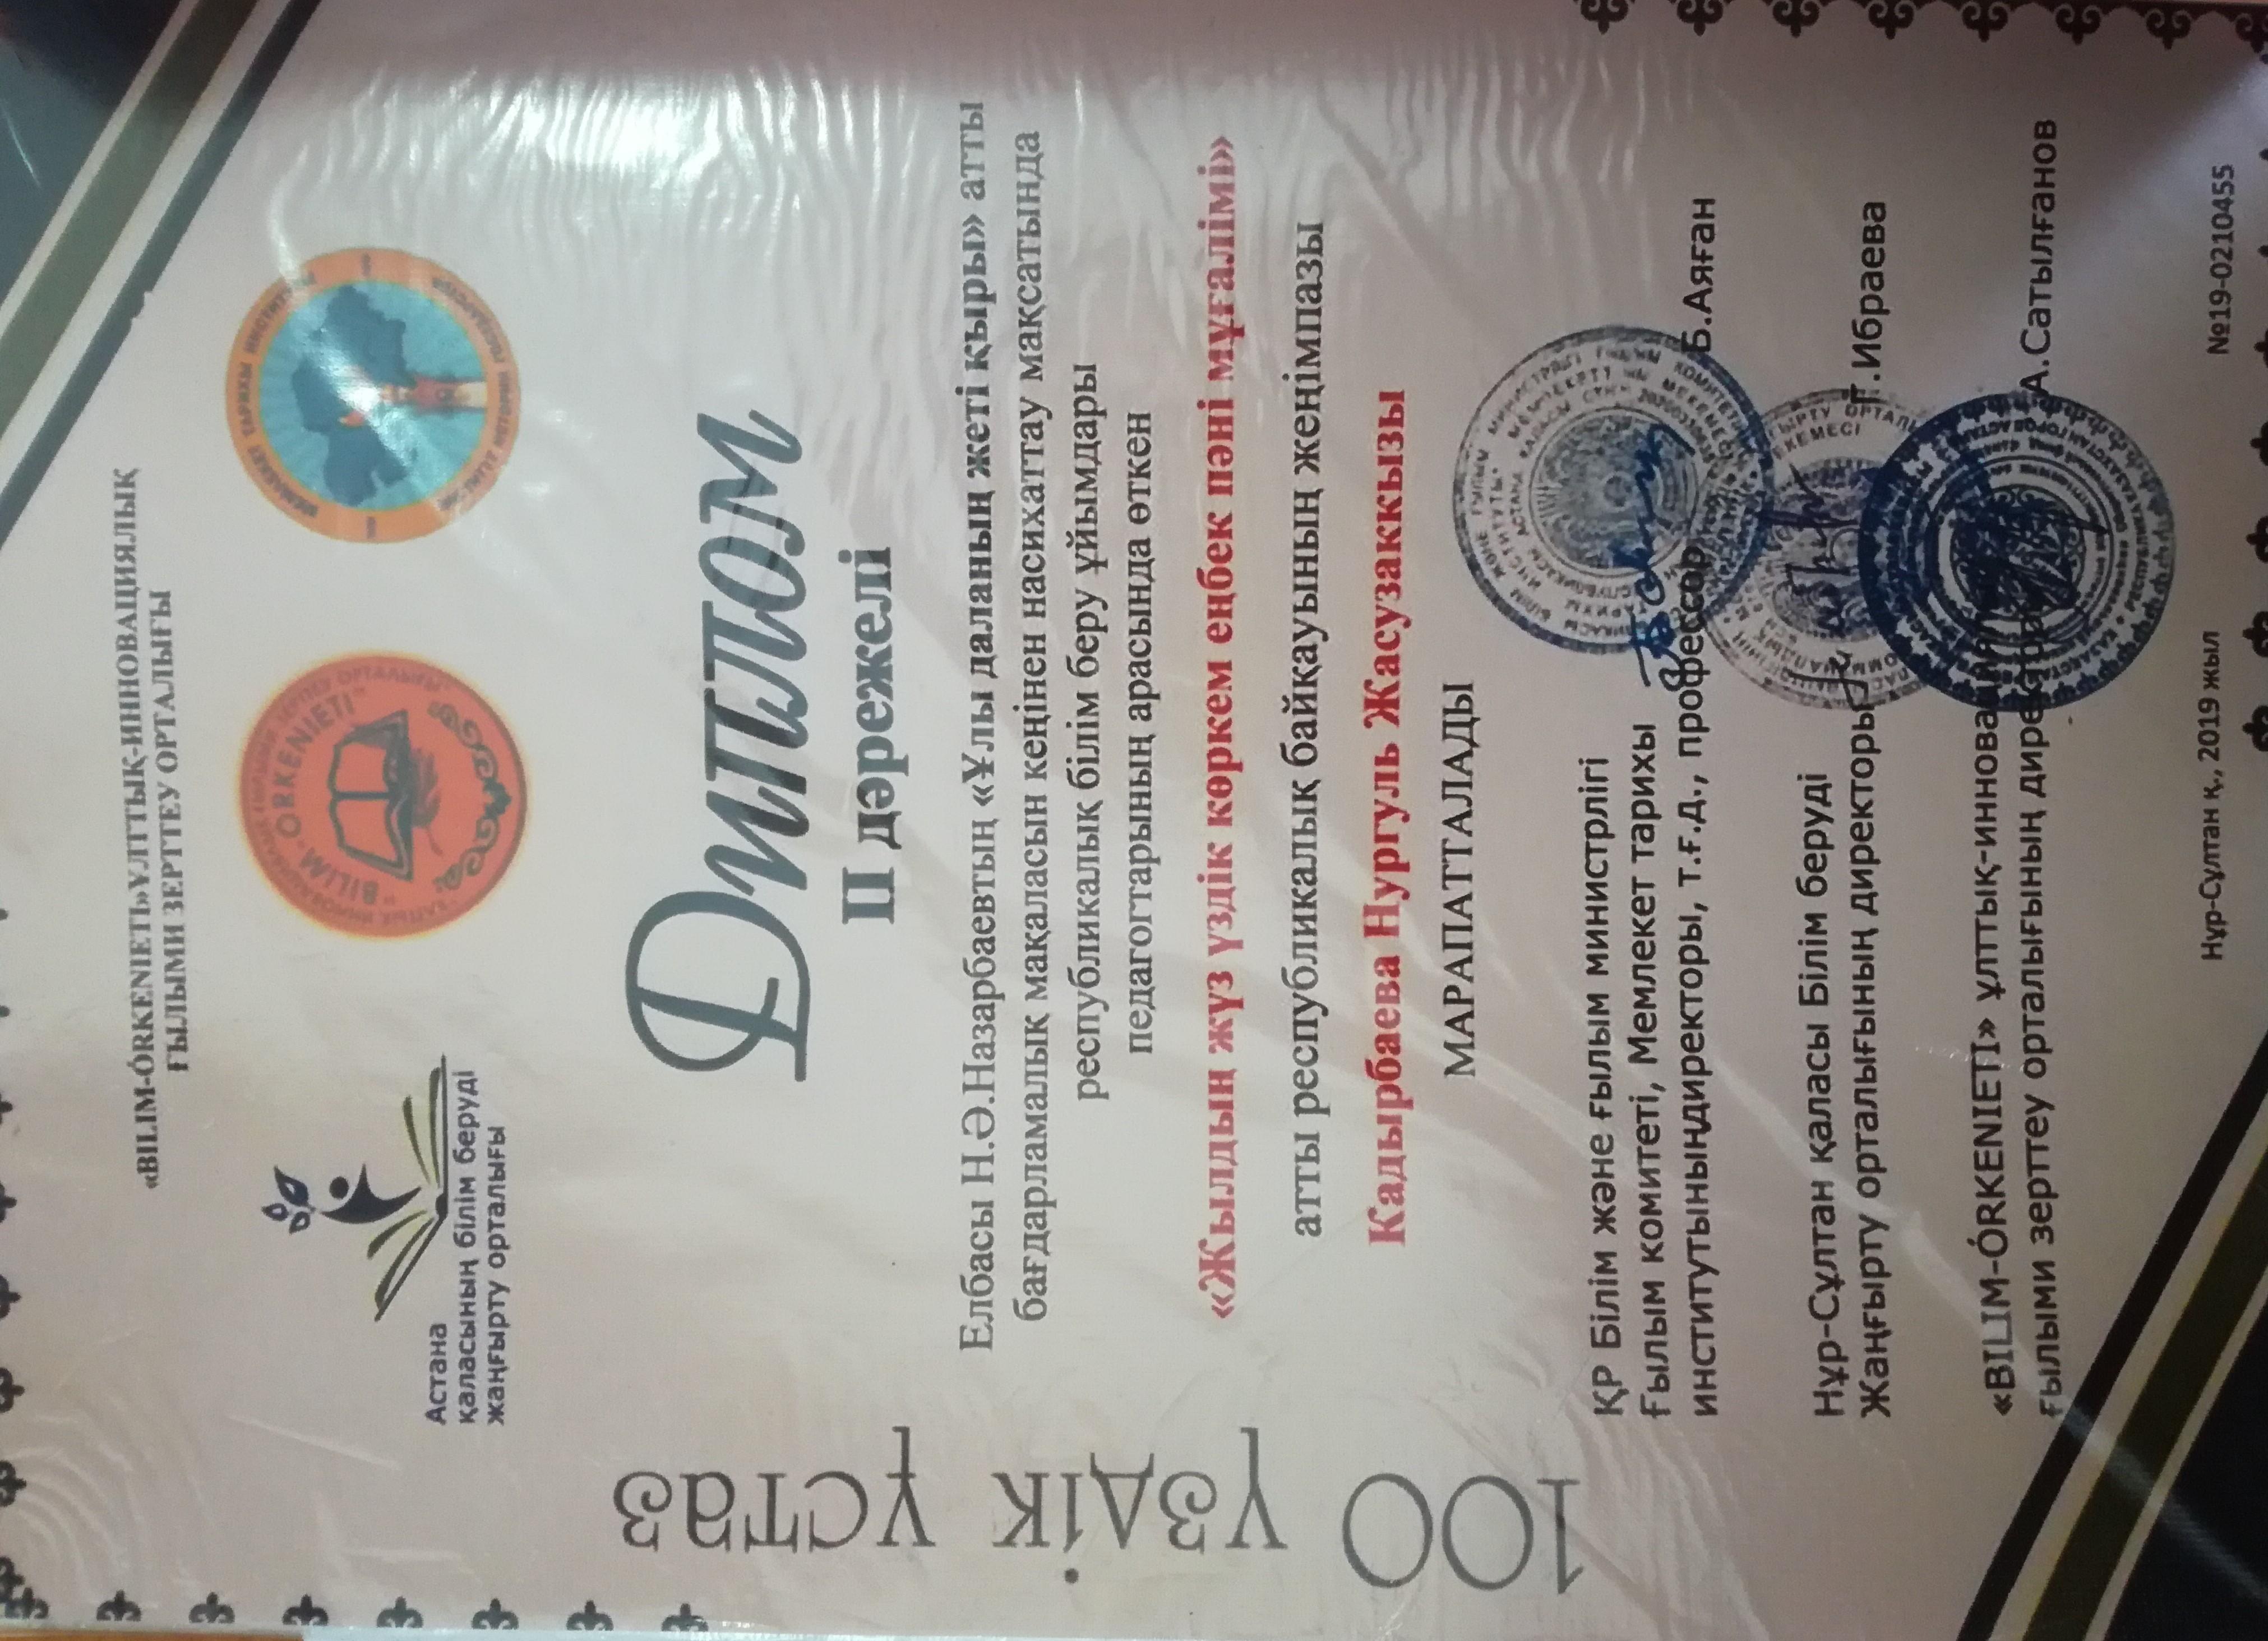 «BILIM-ÓRKENIETI»ҰЛТТЫҚ-ИННОВАЦИЯЛЫҚ
ҒЫЛЫМИ ЗЕРТТЕУ ОРТАЛЫҒЫ
Астана
қаласының білім беруді
жаңғырту орталығы
"BILIM-ORKENIETI"
Диплом
II дәрежелі
Елбасы Н.Ә.Назарбаевтың «Ұлы даланың жеті қыры» атты
бағдарламалық мақаласын кеңінен насихаттау мақсатында
республикалық білім беру ұйымдары
педагогтарының арасында өткен
«Жылдың жүз үздік көркем еңбек пәні мұғалімі»
атты республикалық байқауының жеңімпазы
Кадырбаева Нургуль Жасузаккызы
МАРАПАТТАЛАДЫ
ҚР Білім және ғылым министрлігі
Ғылым комитеті, Мемлекет тарихы
институтыныңдиректоры, т.ғ.д., профессор Б.Аяған
Нұр-Сұлтан қаласы Білім беруді
Жаңғырту орталығының директоры Г.Ибраева
«BILIM-ÓRKENIETI» ұлттық-инновациялық
ғылыми зерттеу орталығының директоры А.Сатылғанов
Нұр-Сұлтан қ., 2019 жыл №19-0210455
100 үздік ұстаз